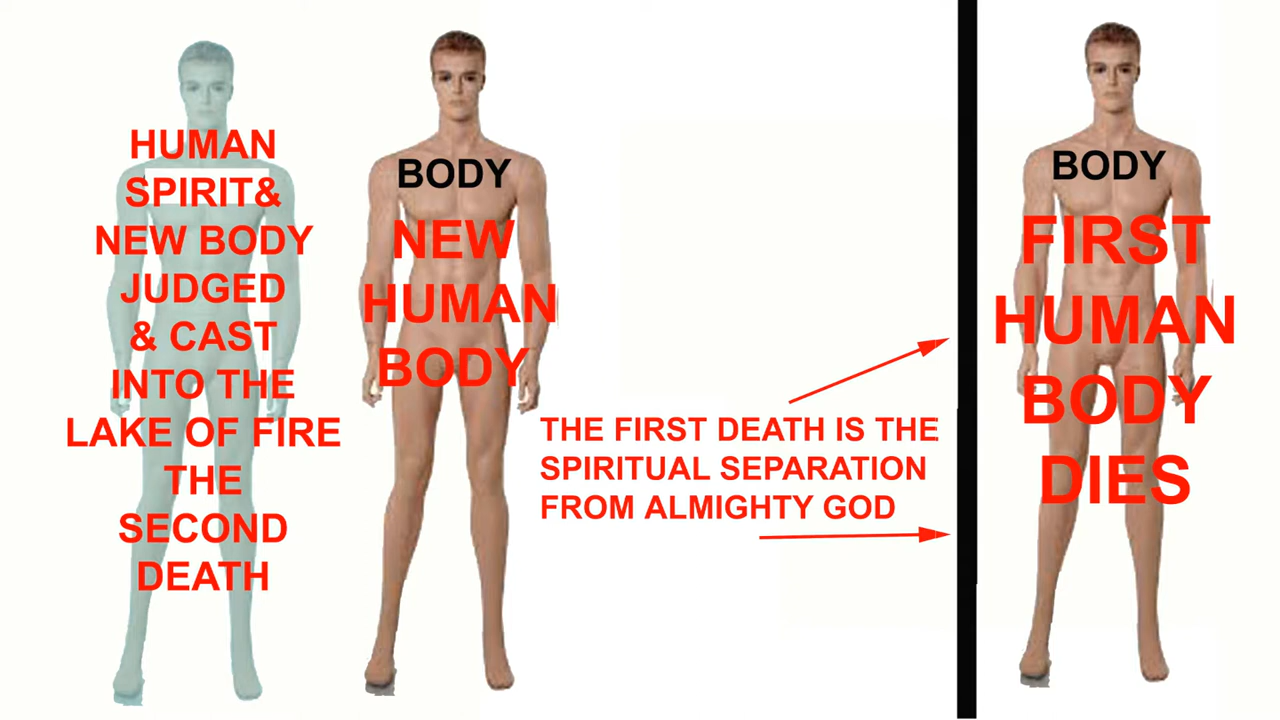 HUMAN
SPIRIT&
NEW BODY
JUDGED
& CAST
INTO THE
LAKE OF FIRE
THE
SECOND
DEATH
BODY
NEW
HUMAN
BODY
THE FIRST DEATH IS THE
SPIRITUAL SEPARATION
FROM ALMIGHTY GOD
BODY
FIRST
HUMAN
BODY
DIES